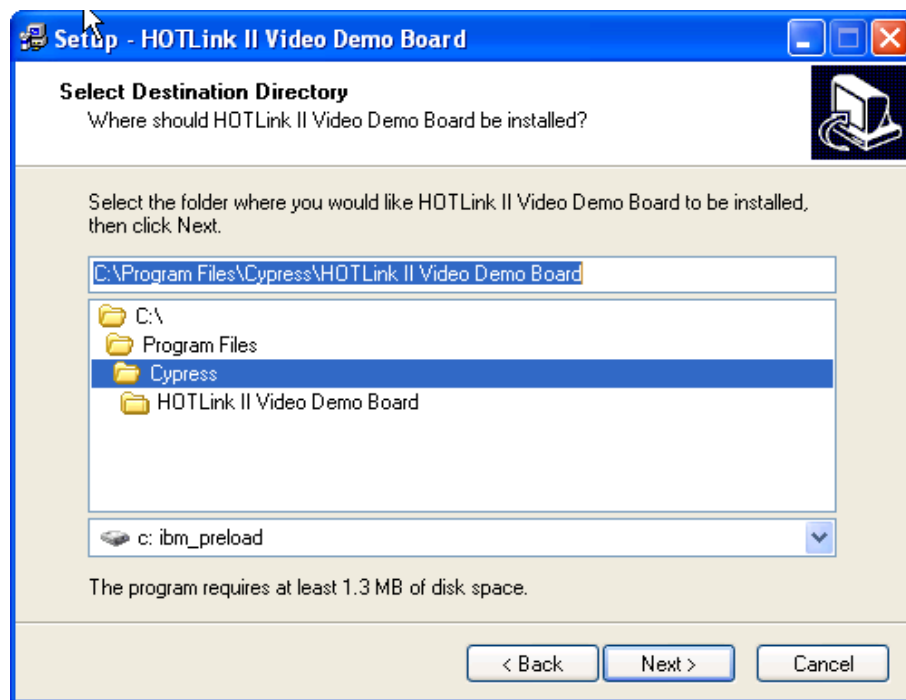 Setup - HOTLink II Video Demo Board
Select Destination Directory
Where should HOTLink II Video Demo Board be installed?
Select the folder where you would like HOTLink II Video Demo Board to be installed,
then click Next.
C:\Program Files\Cypress\HOTLink II Video Demo Board
C:\
Program Files
Cypress
HOTLink II Video Demo Board
c: ibm_preload
The program requires at least 1.3 MB of disk space.
< Back Next > Cancel